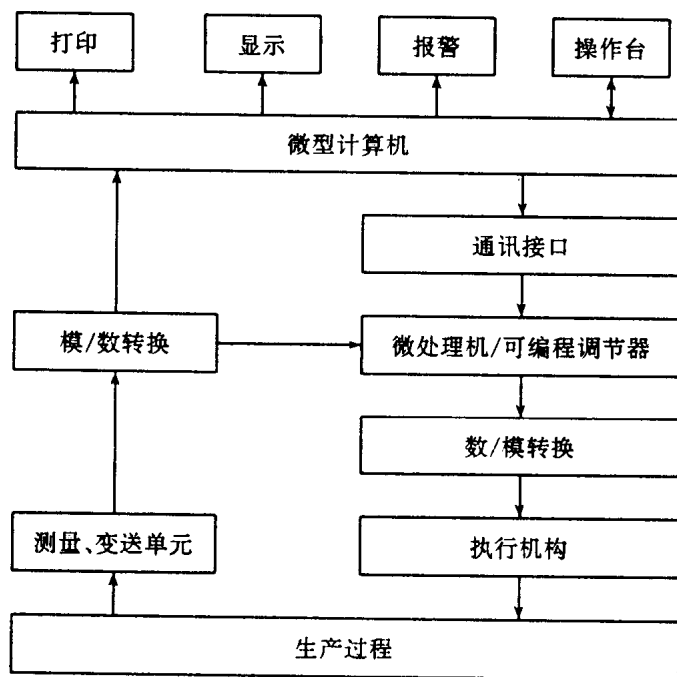 打印
显示
报警
操作台
微型计算机
通讯接口
模/数转换
微处理机/可编程调节器
数/模转换
测量、变送单元
执行机构
生产过程